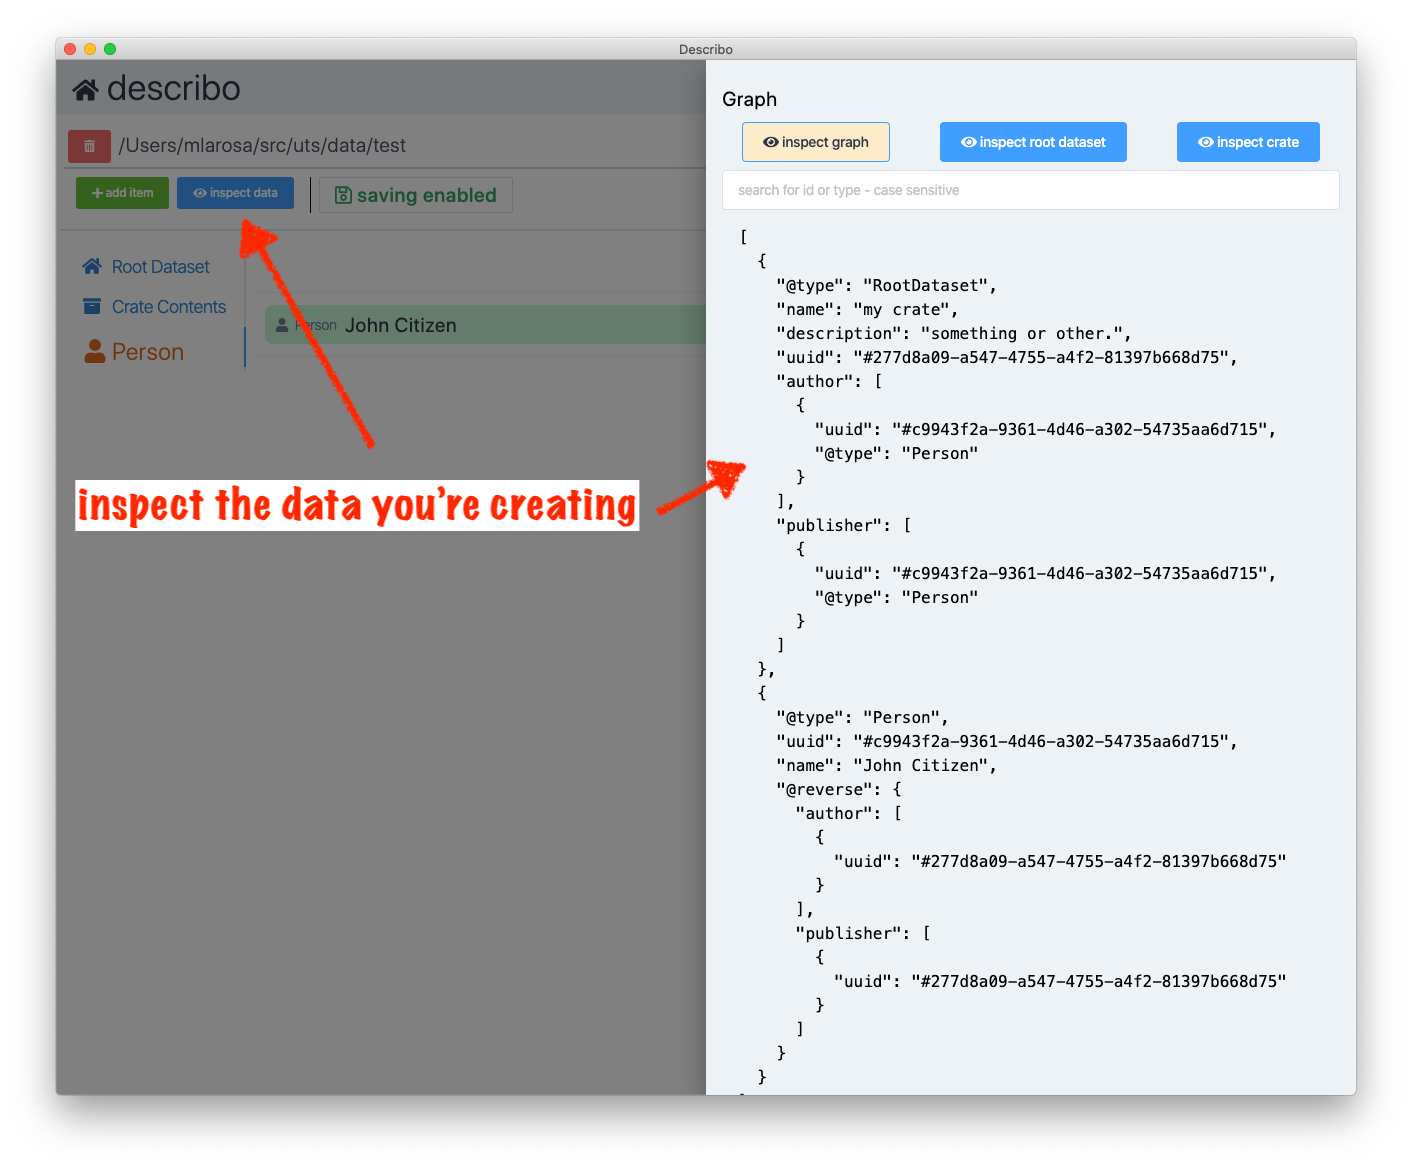 Describo
describo
/Users/mlarosa/src/uts/data/test
add item
inspect data
saving enabled
Root Dataset
Crate Contents
Person
Person John Citizen
inspect the data you're creating
Graph
inspect graph
inspect root dataset
inspect crate
search for id or type - case sensitive
[
{
"@type": "RootDataset",
"name": "my crate",
"description": "something or other.",
"uuid": "#277d8a09-a547-4755-a4f2-81397b668d75",
"author": [
{
"uuid": "#c9943f2a-9361-4d46-a302-54735aa6d715",
"@type": "Person"
}
],
"publisher": [
{
"uuid": "#c9943f2a-9361-4d46-a302-54735aa6d715",
"@type": "Person"
}
]
},
{
"@type": "Person",
"uuid": "#c9943f2a-9361-4d46-a302-54735aa6d715",
"name": "John Citizen",
"@reverse": {
"author": [
{
"uuid": "#277d8a09-a547-4755-a4f2-81397b668d75"
}
],
"publisher": [
{
"uuid": "#277d8a09-a547-4755-a4f2-81397b668d75"
}
]
}
}